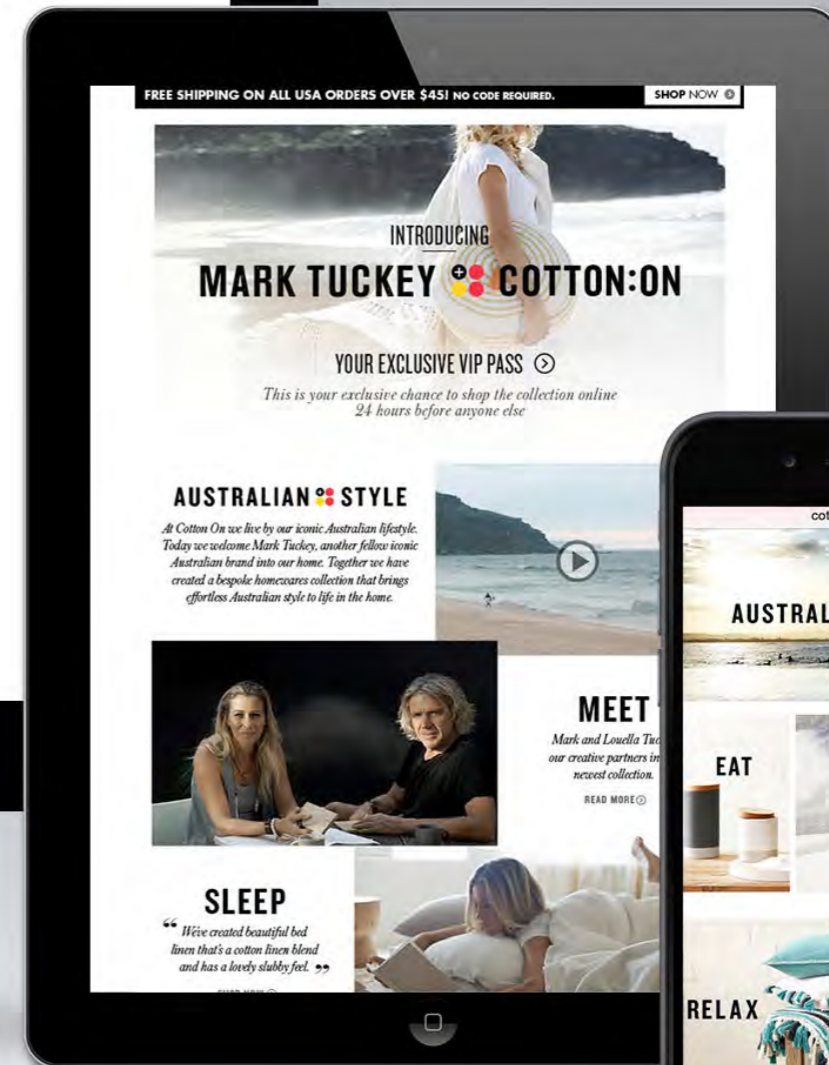 FREE SHIPPING ON ALL USA ORDERS OVER $45! NO CODE REQUIRED.
SHOP NOW
INTRODUCING
MARK TUCKEY COTTON:ON
YOUR EXCLUSIVE VIP PASS
This is your exclusive chance to shop the collection online
24 hours before anyone else
AUSTRALIAN STYLE
At Cotton On we live by our iconic Australian lifestyle.
Today we welcome Mark Tuckey, another fellow iconic
Australian brand into our home. Together we have
created a bespoke homewares collection that brings
effortless Australian style to life in the home.
MEET
Mark and Louella Tuc
our creative partners in
newest collection.
READ MORE
SLEEP
“ We've created beautiful bed
linen that's a cotton linen blend
and has a lovely slubby feel. ”
cot
AUSTRAL
EAT
RELAX